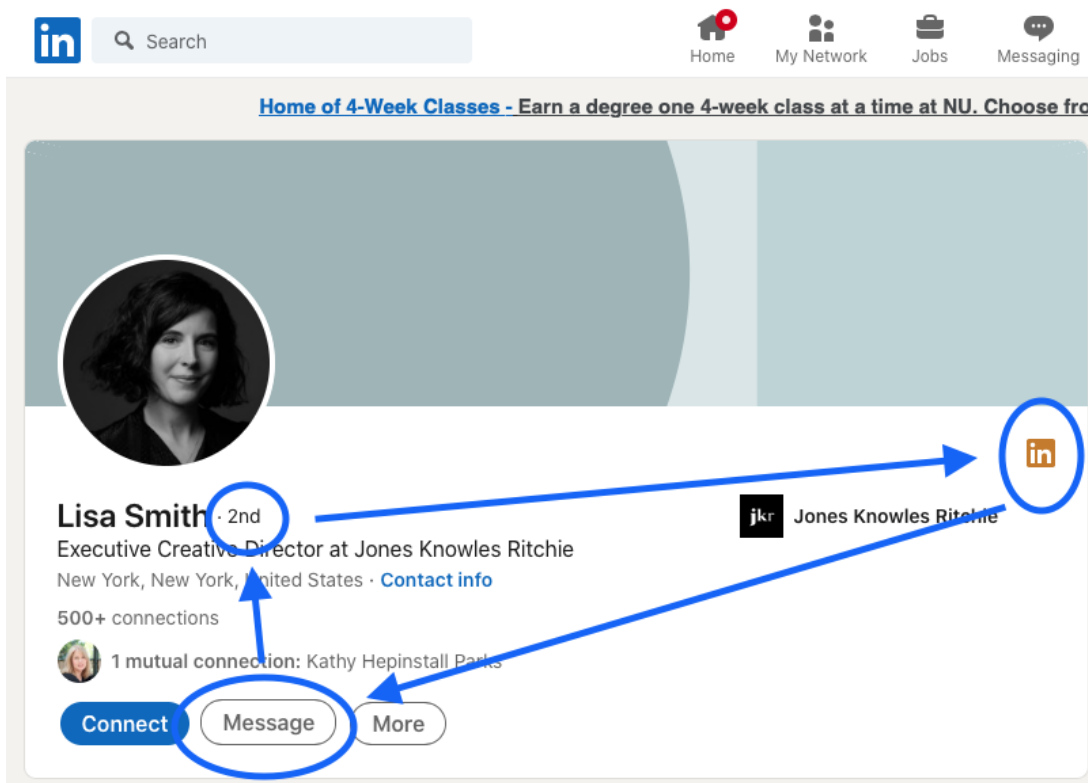 in Search
Home My Network Jobs Messaging
Home of 4-Week Classes - Earn a degree one 4-week class at a time at NU. Choose
in
Lisa Smith · 2nd
jkr Jones Knowles Ritchie
Executive Creative Director at Jones Knowles Ritchie
New York, New York, United States · Contact info
500+ connections
1 mutual connection: Kathy Hepinstall Parks
Connect Message More